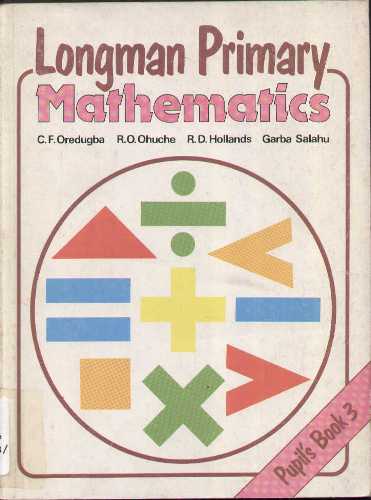 Longman Primary
Mathematics
C.F. Oredugba R.O. Ohuche R.D. Hollands Garba Salahu
Pupil's Book 3